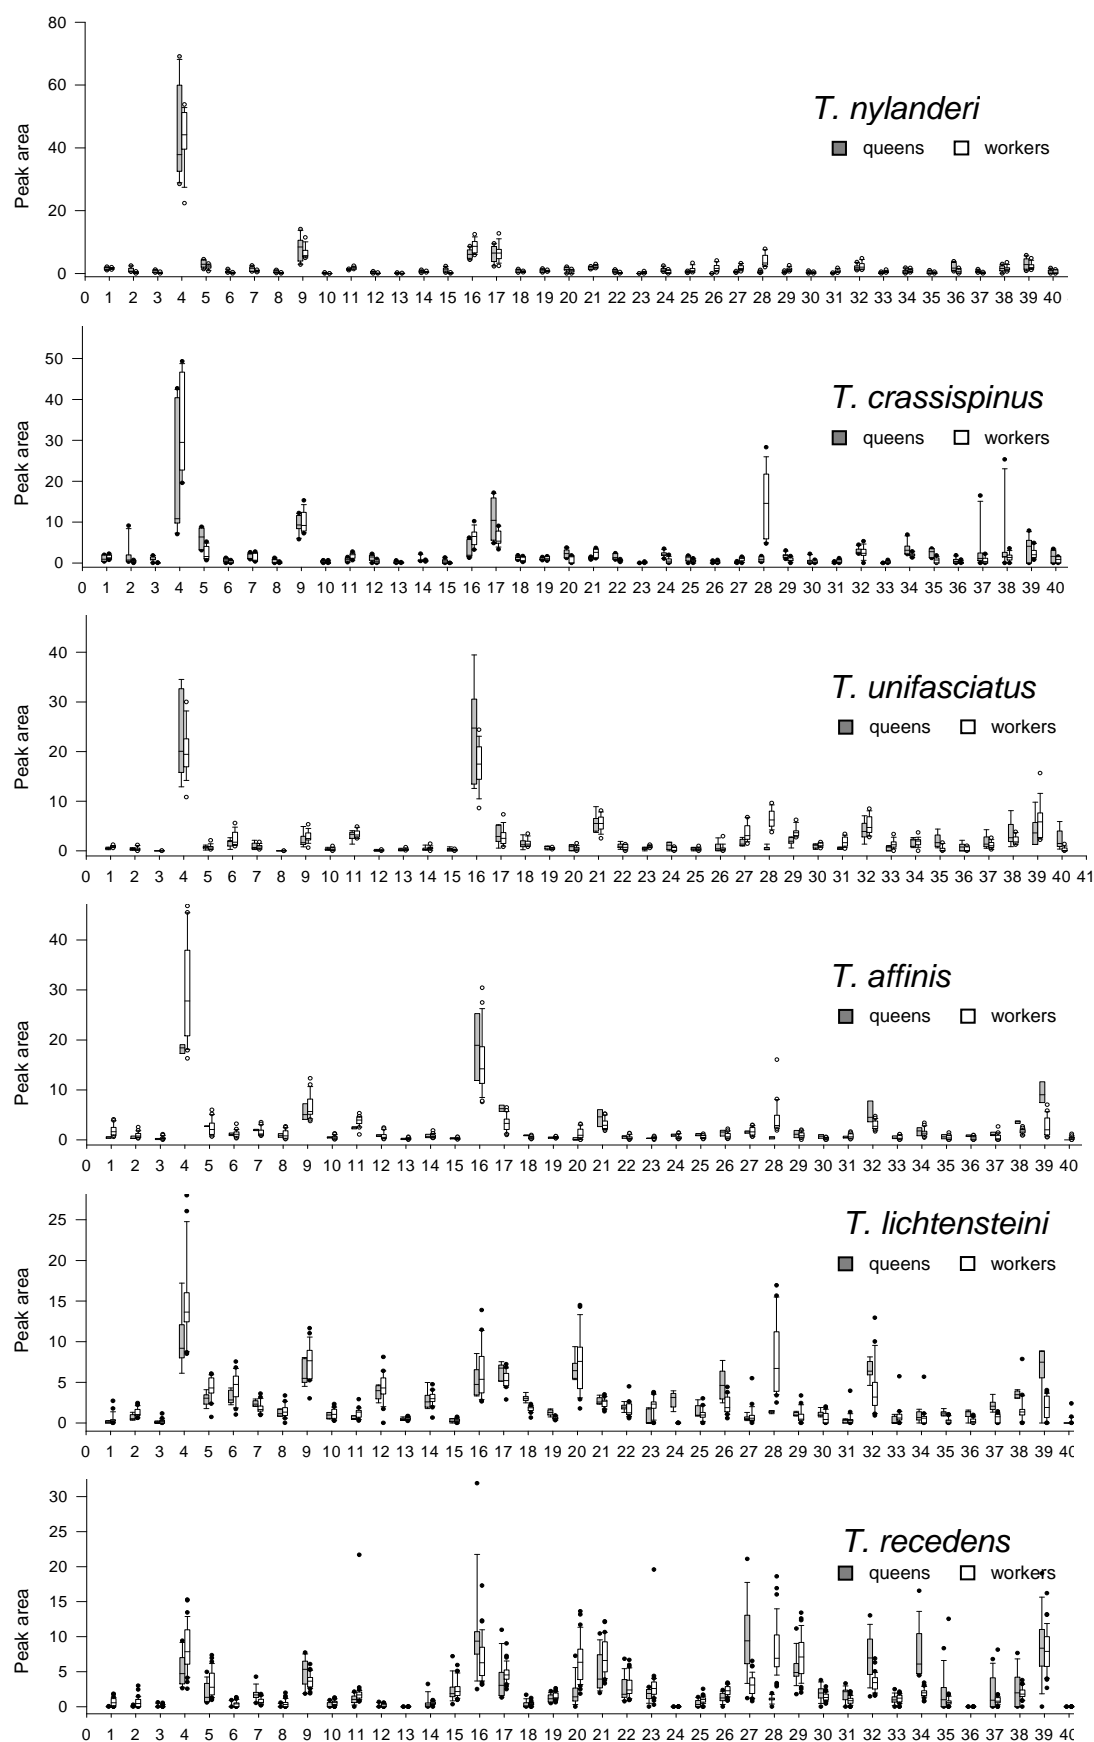 80
60
40
20
0
Peak area
T. nylanderi
queens workers
0 1 2 3 4 5 6 7 8 9 10 11 12 13 14 15 16 17 18 19 20 21 22 23 24 25 26 27 28 29 30 31 32 33 34 35 36 37 38 39 40
50
40
30
20
10
0
Peak area
T. crassispinus
queens workers
0 1 2 3 4 5 6 7 8 9 10 11 12 13 14 15 16 17 18 19 20 21 22 23 24 25 26 27 28 29 30 31 32 33 34 35 36 37 38 39 40
40
30
20
10
0
Peak area
T. unifasciatus
queens workers
0 1 2 3 4 5 6 7 8 9 10 11 12 13 14 15 16 17 18 19 20 21 22 23 24 25 26 27 28 29 30 31 32 33 34 35 36 37 38 39 40 41
40
30
20
10
0
Peak area
T. affinis
queens workers
0 1 2 3 4 5 6 7 8 9 10 11 12 13 14 15 16 17 18 19 20 21 22 23 24 25 26 27 28 29 30 31 32 33 34 35 36 37 38 39 40
25
20
15
10
5
0
Peak area
T. lichtensteini
queens workers
0 1 2 3 4 5 6 7 8 9 10 11 12 13 14 15 16 17 18 19 20 21 22 23 24 25 26 27 28 29 30 31 32 33 34 35 36 37 38 39 40
30
25
20
15
10
5
0
Peak area
T. recedens
queens workers
0 1 2 3 4 5 6 7 8 9 10 11 12 13 14 15 16 17 18 19 20 21 22 23 24 25 26 27 28 29 30 31 32 33 34 35 36 37 38 39 40